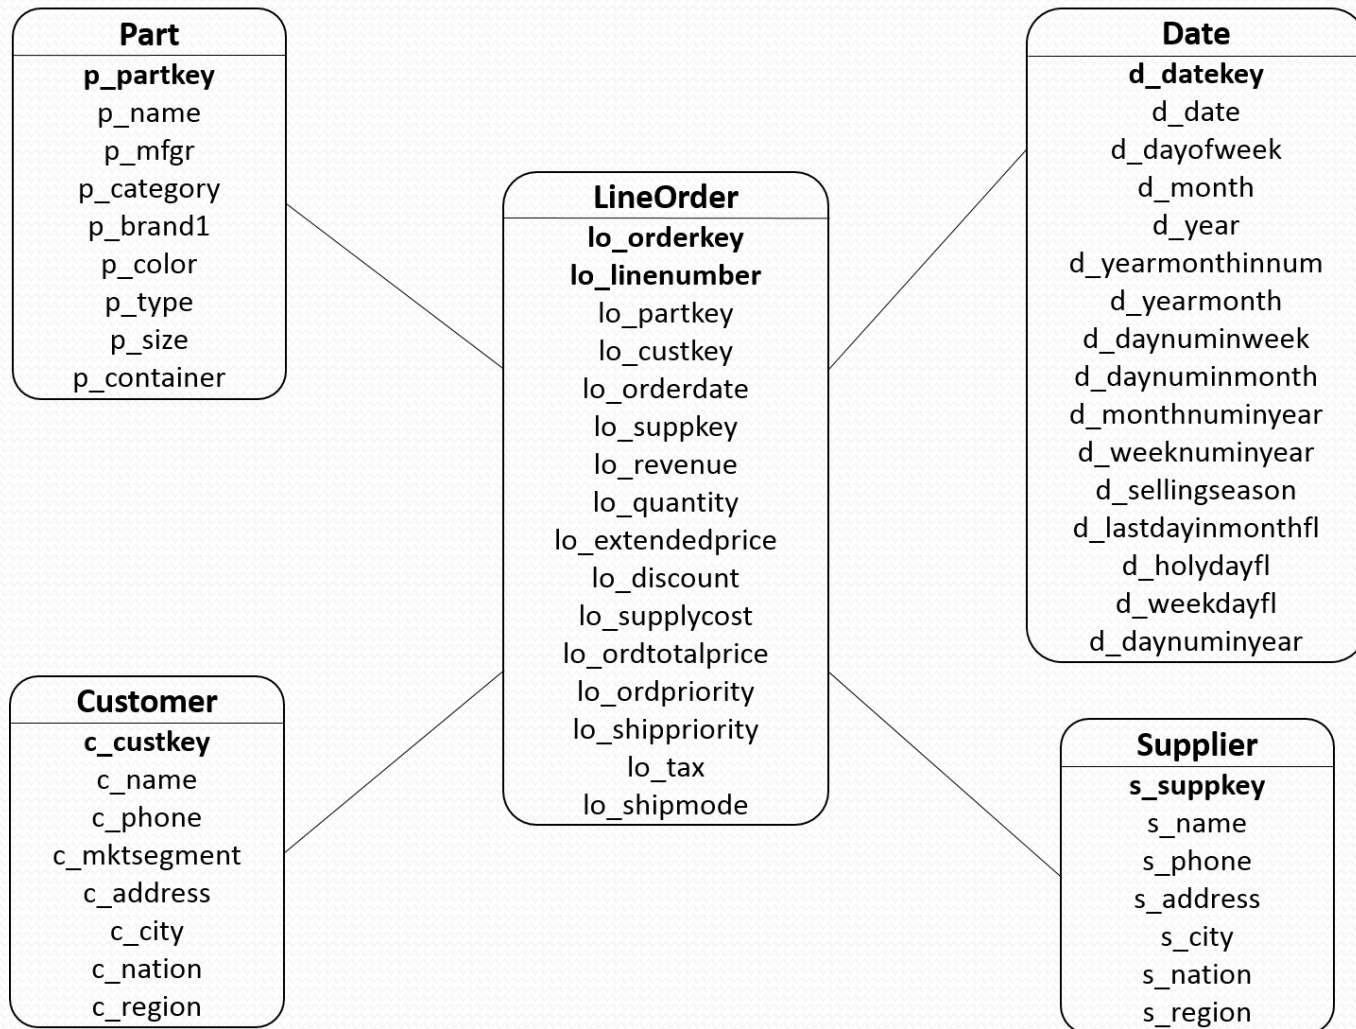 Part
p_partkey
p_name
p_mfgr
p_category
p_brand1
p_color
p_type
p_size
p_container
LineOrder
lo_orderkey
lo_linenumber
lo_partkey
lo_custkey
lo_orderdate
lo_suppkey
lo_revenue
lo_quantity
lo_extendedprice
lo_discount
lo_supplycost
lo_ordtotalprice
lo_ordpriority
lo_shippriority
lo_tax
lo_shipmode
Date
d_datekey
d_date
d_dayofweek
d_month
d_year
d_yearmonthinnum
d_yearmonth
d_daynuminweek
d_daynuminmonth
d_monthnuminyear
d_weeknuminyear
d_sellingseason
d_lastdayinmonthfl
d_holydayfl
d_weekdayfl
d_daynuminyear
Customer
c_custkey
c_name
c_phone
c_mktsegment
c_address
c_city
c_nation
c_region
Supplier
s_suppkey
s_name
s_phone
s_address
s_city
s_nation
s_region